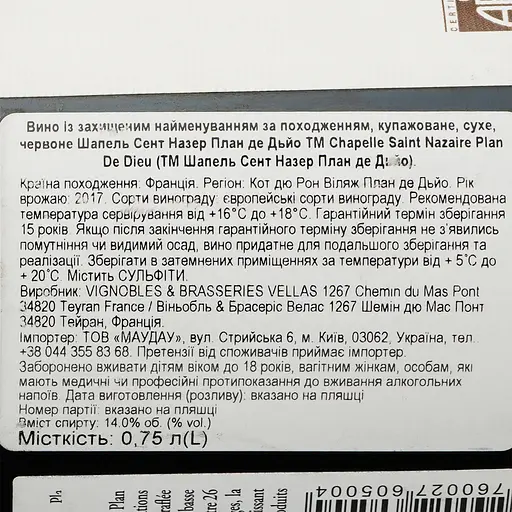 Вино із захищеним найменуванням за походженням, купажоване, сухе,
червоне Шапель Сент Назер План де Дьйо ТМ Chapelle Saint Nazaire Plan
De Dieu (ТМ Шапель Сент Назер План де Дьйо).
Країна походження: Франція. Регіон: Кот дю Рон Віляж План де Дьйо. Рік
врожаю: 2017. Сорти винограду: європейські сорти винограду. Рекомендована
температура сервірування від +16°C до +18°C. Гарантійний термін зберігання
15 років. Якщо після закінчення гарантійного терміну зберігання не з'явились
помутніння чи видимий осад, вино придатне для подальшого зберігання та
реалізації. Зберігати в затемнених приміщеннях за температури від + 5°C до
+ 20°C. Містить СУЛЬФІТИ.
Виробник: VIGNOBLES & BRASSERIES VELLAS 1267 Chemin du Mas Pont
34820 Teyran France / Віньобль & Брасеріс Велас 1267 Шемін дю Мас Понт
34820 Тейран, Франція.
Імпортер: ТОВ «МАУДАУ», вул. Стрийська 6, м. Київ, 03062, Україна, тел.
+38 044 355 83 68. Претензії від споживачів приймає імпортер.
Заборонено вживати дітям віком до 18 років, вагітним жінкам, особам, які
мають медичні чи професійні протипоказання до вживання алкогольних
напоїв. Дата виготовлення (розливу): вказано на пляшці
Номер партії: вказано на пляшці
Вміст спирту: 14.0% об. (% vol.)
Місткість: 0,75 л(L)
Plan
basse
tre 26
760027 605004